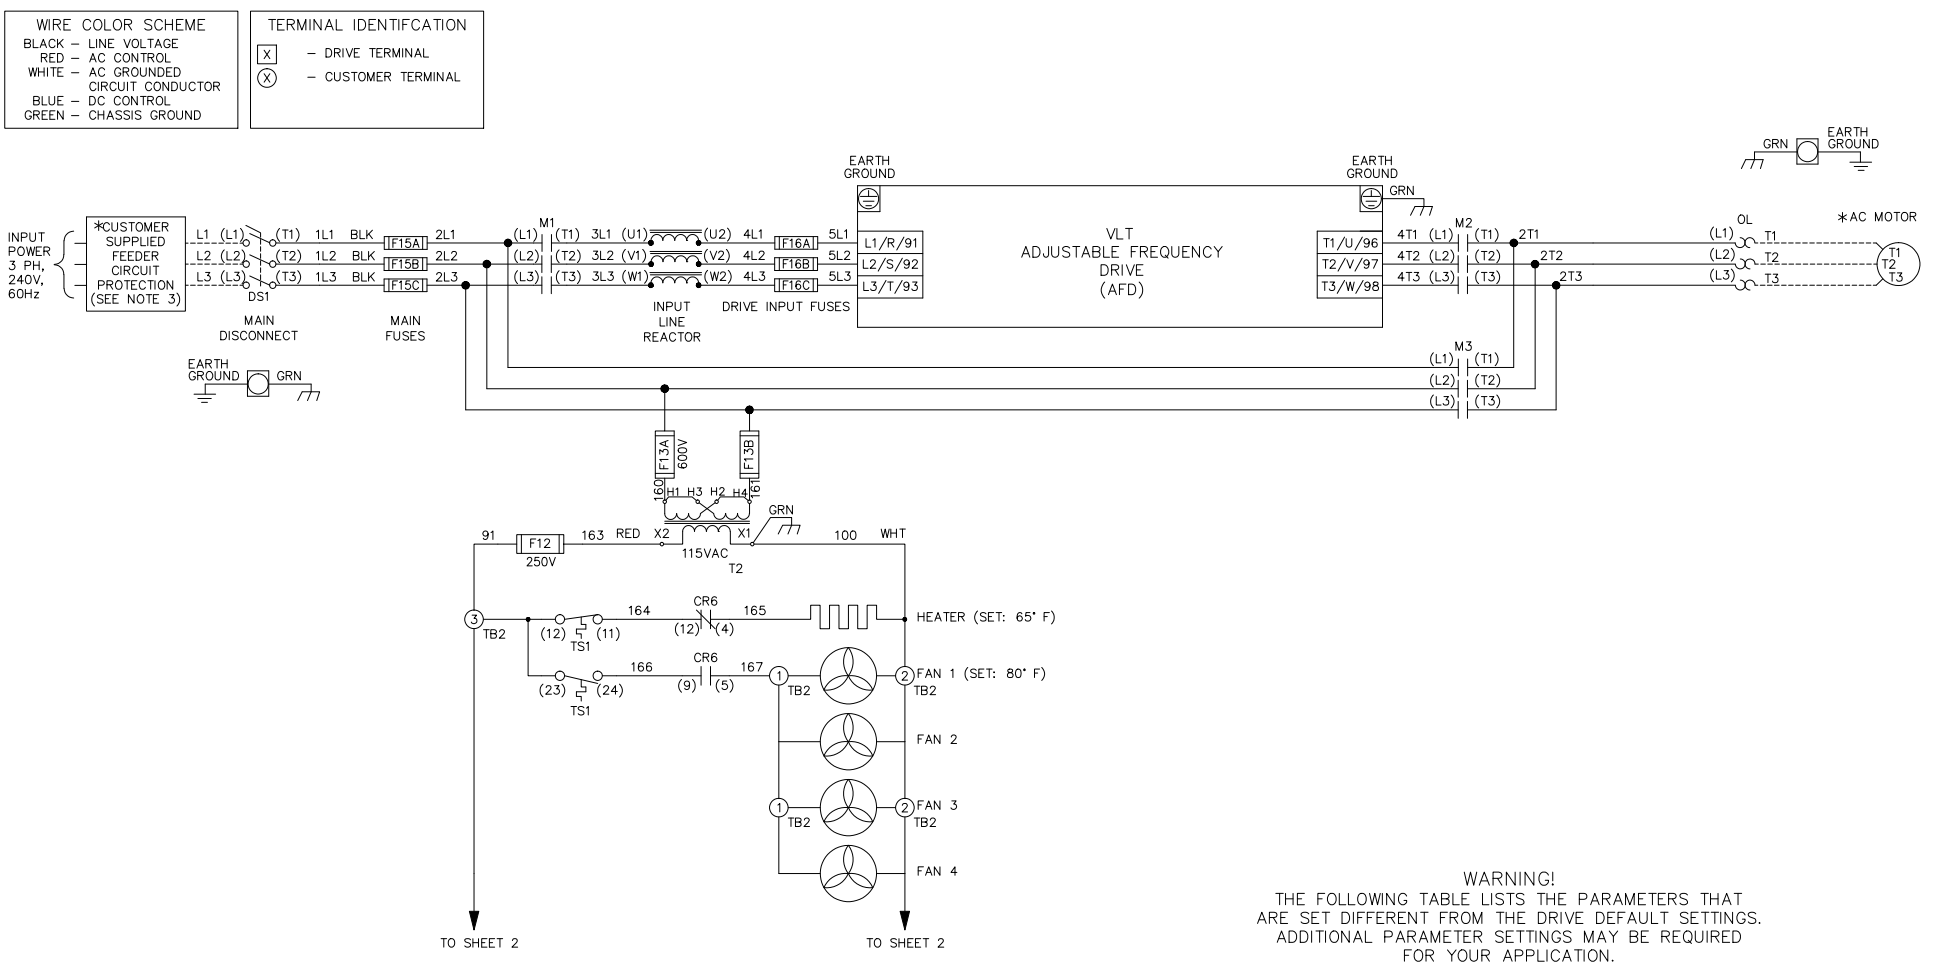 WIRE COLOR SCHEME
BLACK – LINE VOLTAGE
RED – AC CONTROL
WHITE – AC GROUNDED
CIRCUIT CONDUCTOR
BLUE – DC CONTROL
GREEN – CHASSIS GROUND
TERMINAL IDENTIFCATION
X – DRIVE TERMINAL
X – CUSTOMER TERMINAL
INPUT
POWER
3 PH,
240V,
60Hz
*CUSTOMER
SUPPLIED
FEEDER
CIRCUIT
PROTECTION
(SEE NOTE 3)
L1 (L1) (T1) 1L1 BLK F15A 2L1
L2 (L2) 1L2 BLK F15B 2L2
L3 (L3) (T3) 1L3 BLK F15C 2L3
DS1
MAIN
DISCONNECT
MAIN
FUSES
EARTH
GROUND
GRN
M1
(L1) (T1) 3L1 (U1) (U2) 4L1 F16A 5L1
(L2) (T2) 3L2 (V1) (V2) 4L2 F16B 5L2
(L3) (T3) 3L3 (W1) (W2) 4L3 F16C 5L3
INPUT
LINE
REACTOR
DRIVE INPUT FUSES
EARTH
GROUND
L1/R/91
L2/S/92
L3/T/93
VLT
ADJUSTABLE FREQUENCY
DRIVE
(AFD)
EARTH
GROUND
GRN
T1/U/96
T2/V/97
T3/W/98
M2
4T1 (L1) (T1) 2T1
4T2 (L2) (T2) 2T2
4T3 (L3) (T3) 2T3
M3
(L1) (T1)
(L2) (T2)
(L3) (T3)
GRN
EARTH
GROUND
OL
(L1) T1
(L2) T2
(L3) T3
*AC MOTOR
T1
T2
T3
F13A
600V
F13B
160
161
H1 H3 H2 H4
GRN
91 F12 163 RED X2 X1 100 WHT
250V
115VAC
T2
3
TB2
(12) (11) 164 CR6 165 HEATER (SET: 65° F)
TS1
(12) (4)
(23) (24) 166 CR6 167 1 2 FAN 1 (SET: 80° F)
TS1
(9) (5)
TB2 TB2
FAN 2
1 2 FAN 3
TB2 TB2
FAN 4
TO SHEET 2
TO SHEET 2
WARNING!
THE FOLLOWING TABLE LISTS THE PARAMETERS THAT
ARE SET DIFFERENT FROM THE DRIVE DEFAULT SETTINGS.
ADDITIONAL PARAMETER SETTINGS MAY BE REQUIRED
FOR YOUR APPLICATION.